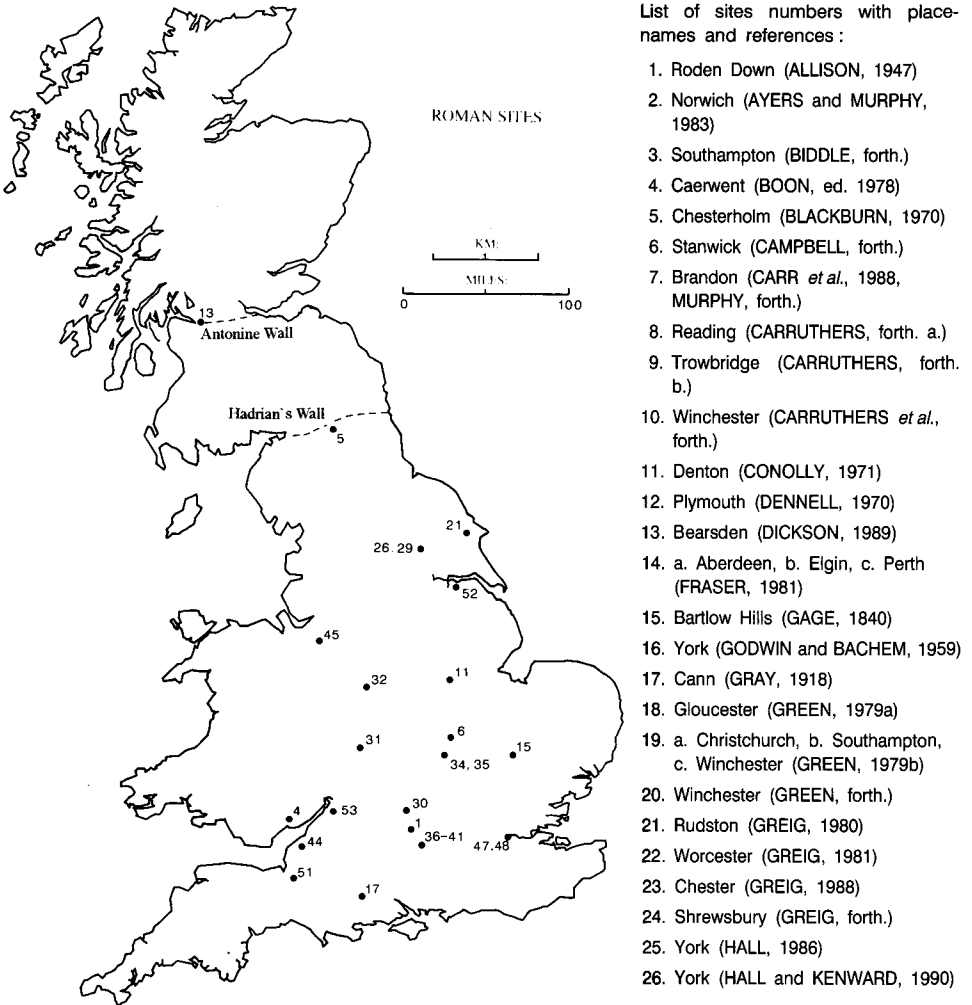 ROMAN SITES
KM:
MILES:
0 100
13
Antonine Wall
Hadrian`s Wall
5
21
26.29
52
45
32
11
6
31
34, 35
15
53
30
4
1
36-41
44
47.48
51
17
List of sites numbers with place-
names and references :
1. Roden Down (ALLISON, 1947)
2. Norwich (AYERS and MURPHY,
1983)
3. Southampton (BIDDLE, forth.)
4. Caerwent (BOON, ed. 1978)
5. Chesterholm (BLACKBURN, 1970)
6. Stanwick (CAMPBELL, forth.)
7. Brandon (CARR et al., 1988,
MURPHY, forth.)
8. Reading (CARRUTHERS, forth. a.)
9. Trowbridge (CARRUTHERS, forth.
b.)
10. Winchester (CARRUTHERS et al.,
forth.)
11. Denton (CONOLLY, 1971)
12. Plymouth (DENNELL, 1970)
13. Bearsden (DICKSON, 1989)
14. a. Aberdeen, b. Elgin, c. Perth
(FRASER, 1981)
15. Bartlow Hills (GAGE, 1840)
16. York (GODWIN and BACHEM, 1959)
17. Cann (GRAY, 1918)
18. Gloucester (GREEN, 1979a)
19. a. Christchurch, b. Southampton,
c. Winchester (GREEN, 1979b)
20. Winchester (GREEN, forth.)
21. Rudston (GREIG, 1980)
22. Worcester (GREIG, 1981)
23. Chester (GREIG, 1988)
24. Shrewsbury (GREIG, forth.)
25. York (HALL, 1986)
26. York (HALL and KENWARD, 1990)